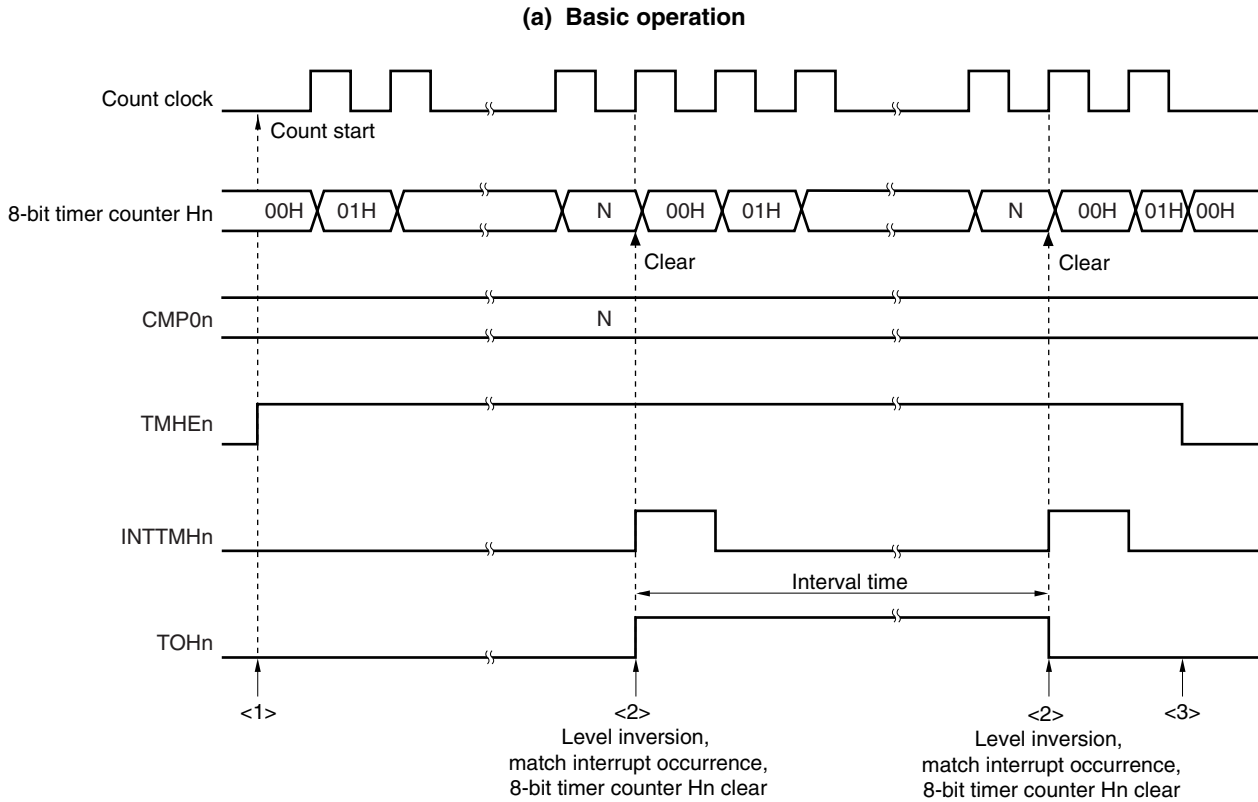 (a) Basic operation
Count clock
Count start
8-bit timer counter Hn
00H 01H N 00H 01H N 00H 01H 00H
Clear Clear
CMP0n
N
TMHEn
INTTMHn
Interval time
TOHn
<1> <2> <2> <3>
Level inversion,
match interrupt occurrence,
8-bit timer counter Hn clear
Level inversion,
match interrupt occurrence,
8-bit timer counter Hn clear